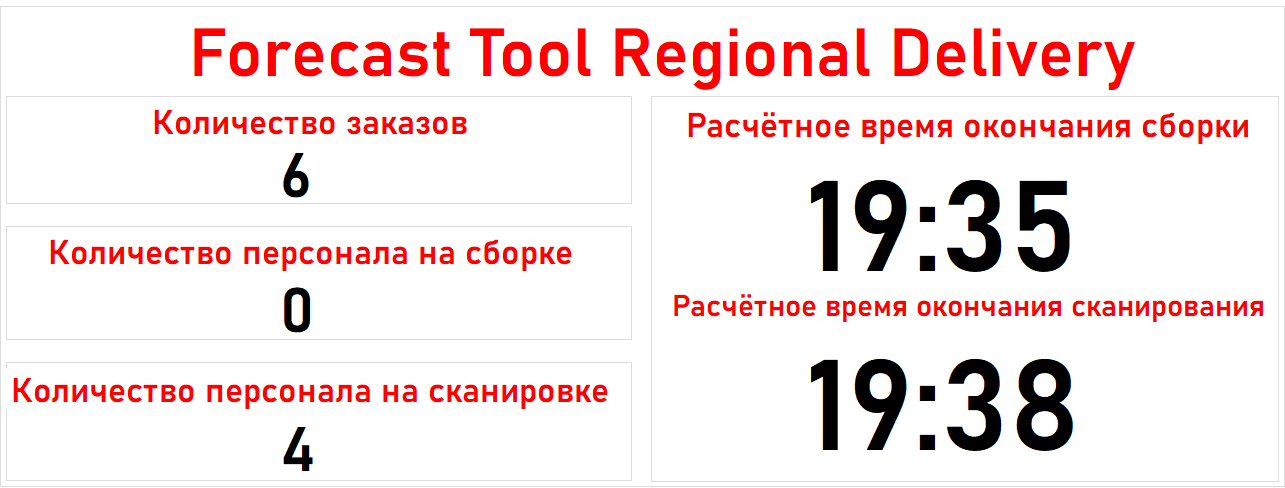 Forecast Tool Regional Delivery
Количество заказов
6
Количество персонала на сборке
0
Количество персонала на сканировке
4
Расчётное время окончания сборки
19:35
Расчётное время окончания сканирования
19:38